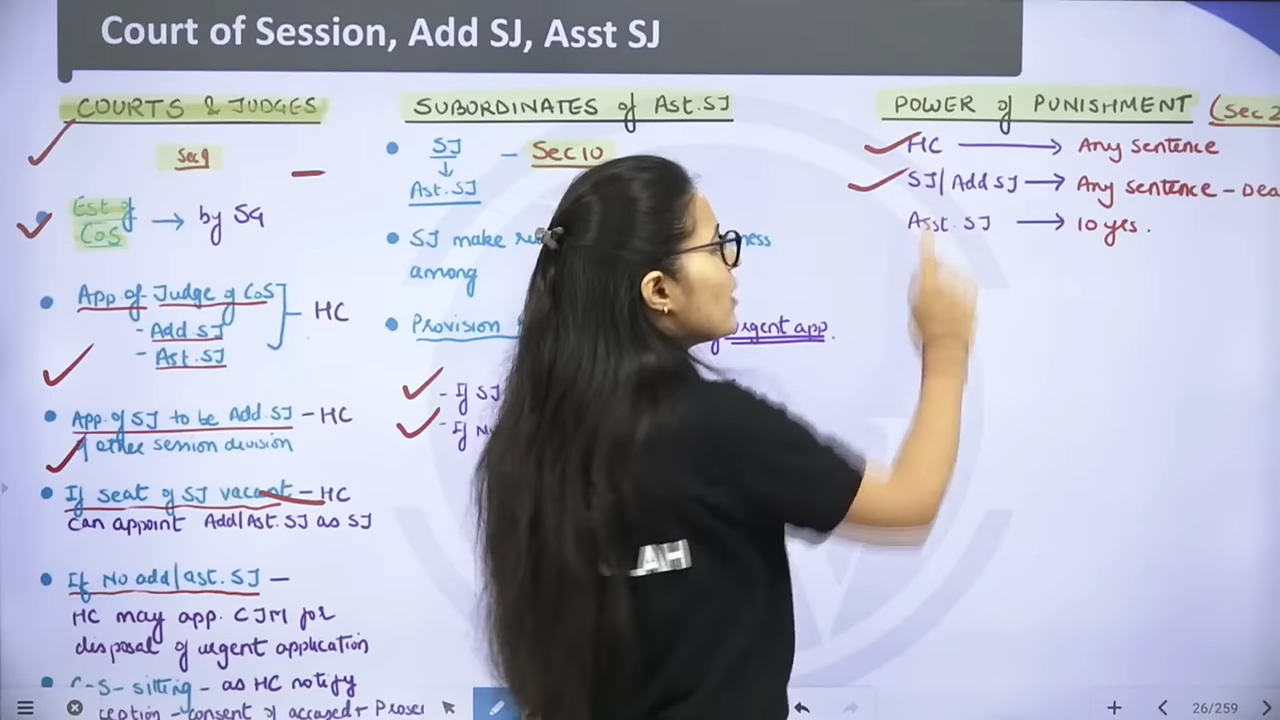 Court of Session, Add SJ, Asst SJ
COURTS & JUDGES
Sec 9
Est of
COS → by SG
App. of Judge of COS
- Add SJ
- Ast. SJ
HC
App. of SJ to be Add. SJ - HC
of other session division
If seat of SJ vacant - HC
can appoint Add/Ast. SJ as SJ
If No add/ast. SJ -
HC may app. CJM for
disposal of urgent application
C-S- sitting - as HC notify
SUBORDINATES of Ast. SJ
SJ - Sec 10
↓
Ast. SJ
SJ make
among
Provision
urgent app.
- If SJ
- If
POWER of PUNISHMENT (Sec 2
HC → Any sentence
SJ/Add SJ → Any sentence - Dea
Asst. SJ → 10 yrs.
AH
26/259